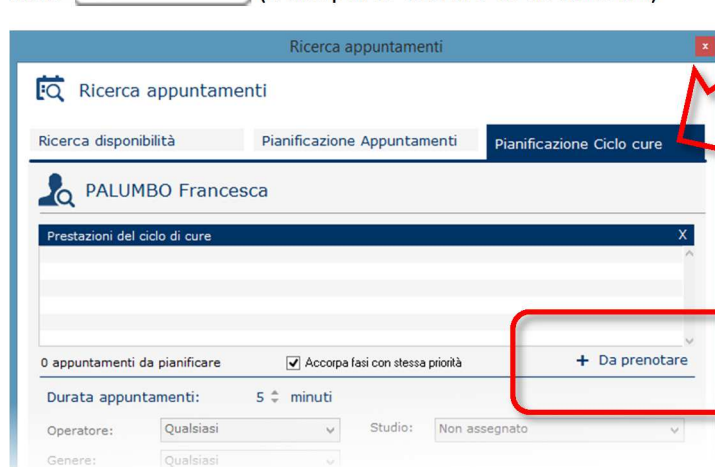 Ricerca appuntamenti
x
Ricerca appuntamenti
Ricerca disponibilità Pianificazione Appuntamenti Pianificazione Ciclo cure
PALUMBO Francesca
Prestazioni del ciclo di cure X
0 appuntamenti da pianificare Accorpa fasi con stessa priorità + Da prenotare
Durata appuntamenti: 5 minuti
Operatore: Qualsiasi Studio: Non assegnato
Genere: Qualsiasi